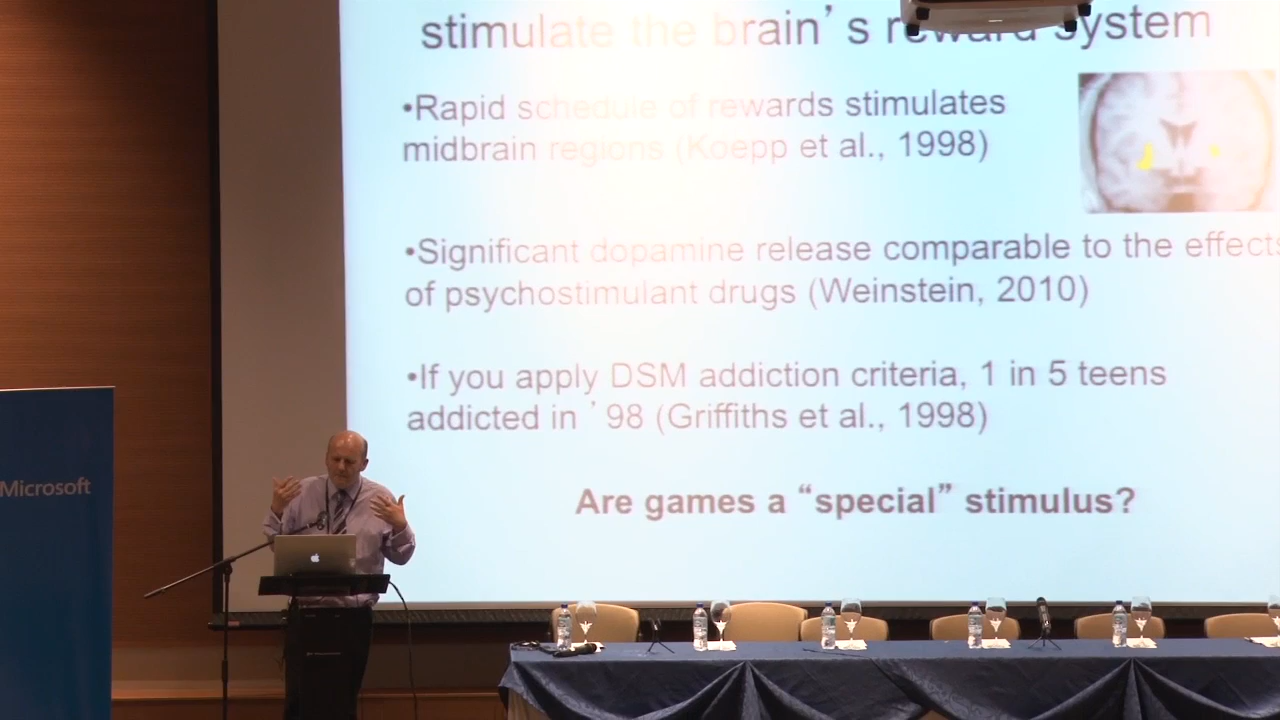 stimulate the brain’s reward system
•Rapid schedule of rewards stimulates
midbrain regions (Koepp et al., 1998)
•Significant dopamine release comparable to the effects
of psychostimulant drugs (Weinstein, 2010)
•If you apply DSM addiction criteria, 1 in 5 teens
addicted in ’98 (Griffiths et al., 1998)
Are games a “special” stimulus?
Microsoft